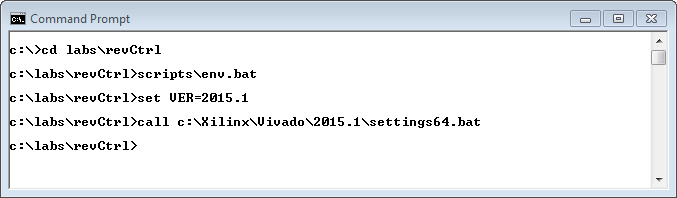 Command Prompt
c:\>cd labs\revCtrl
c:\labs\revCtrl>scripts\env.bat
c:\labs\revCtrl>set VER=2015.1
c:\labs\revCtrl>call c:\Xilinx\Vivado\2015.1\settings64.bat
c:\labs\revCtrl>